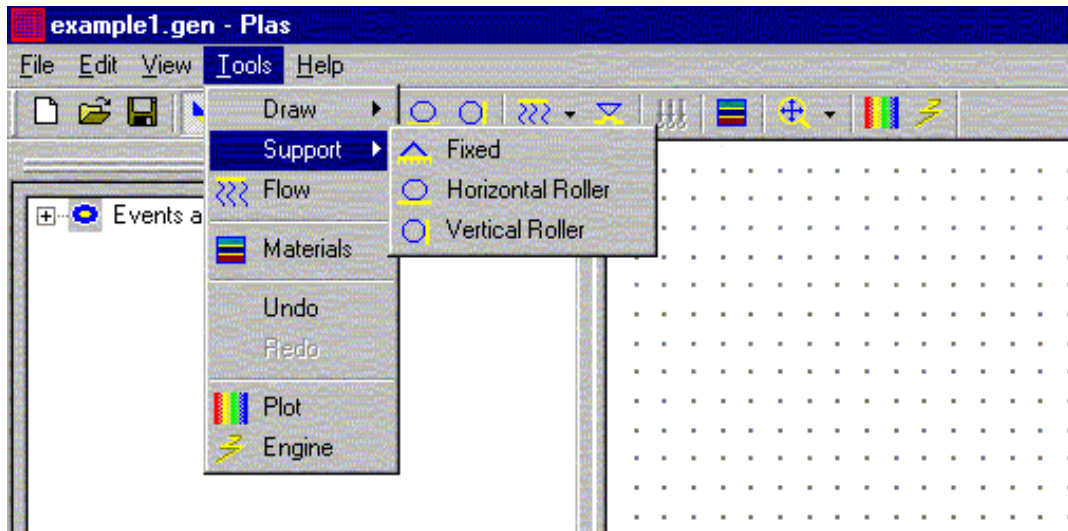 example1.gen - Plas
File Edit View Tools Help
Draw
Support
Flow
Materials
Undo
Redo
Plot
Engine
Fixed
Horizontal Roller
Vertical Roller
Events a